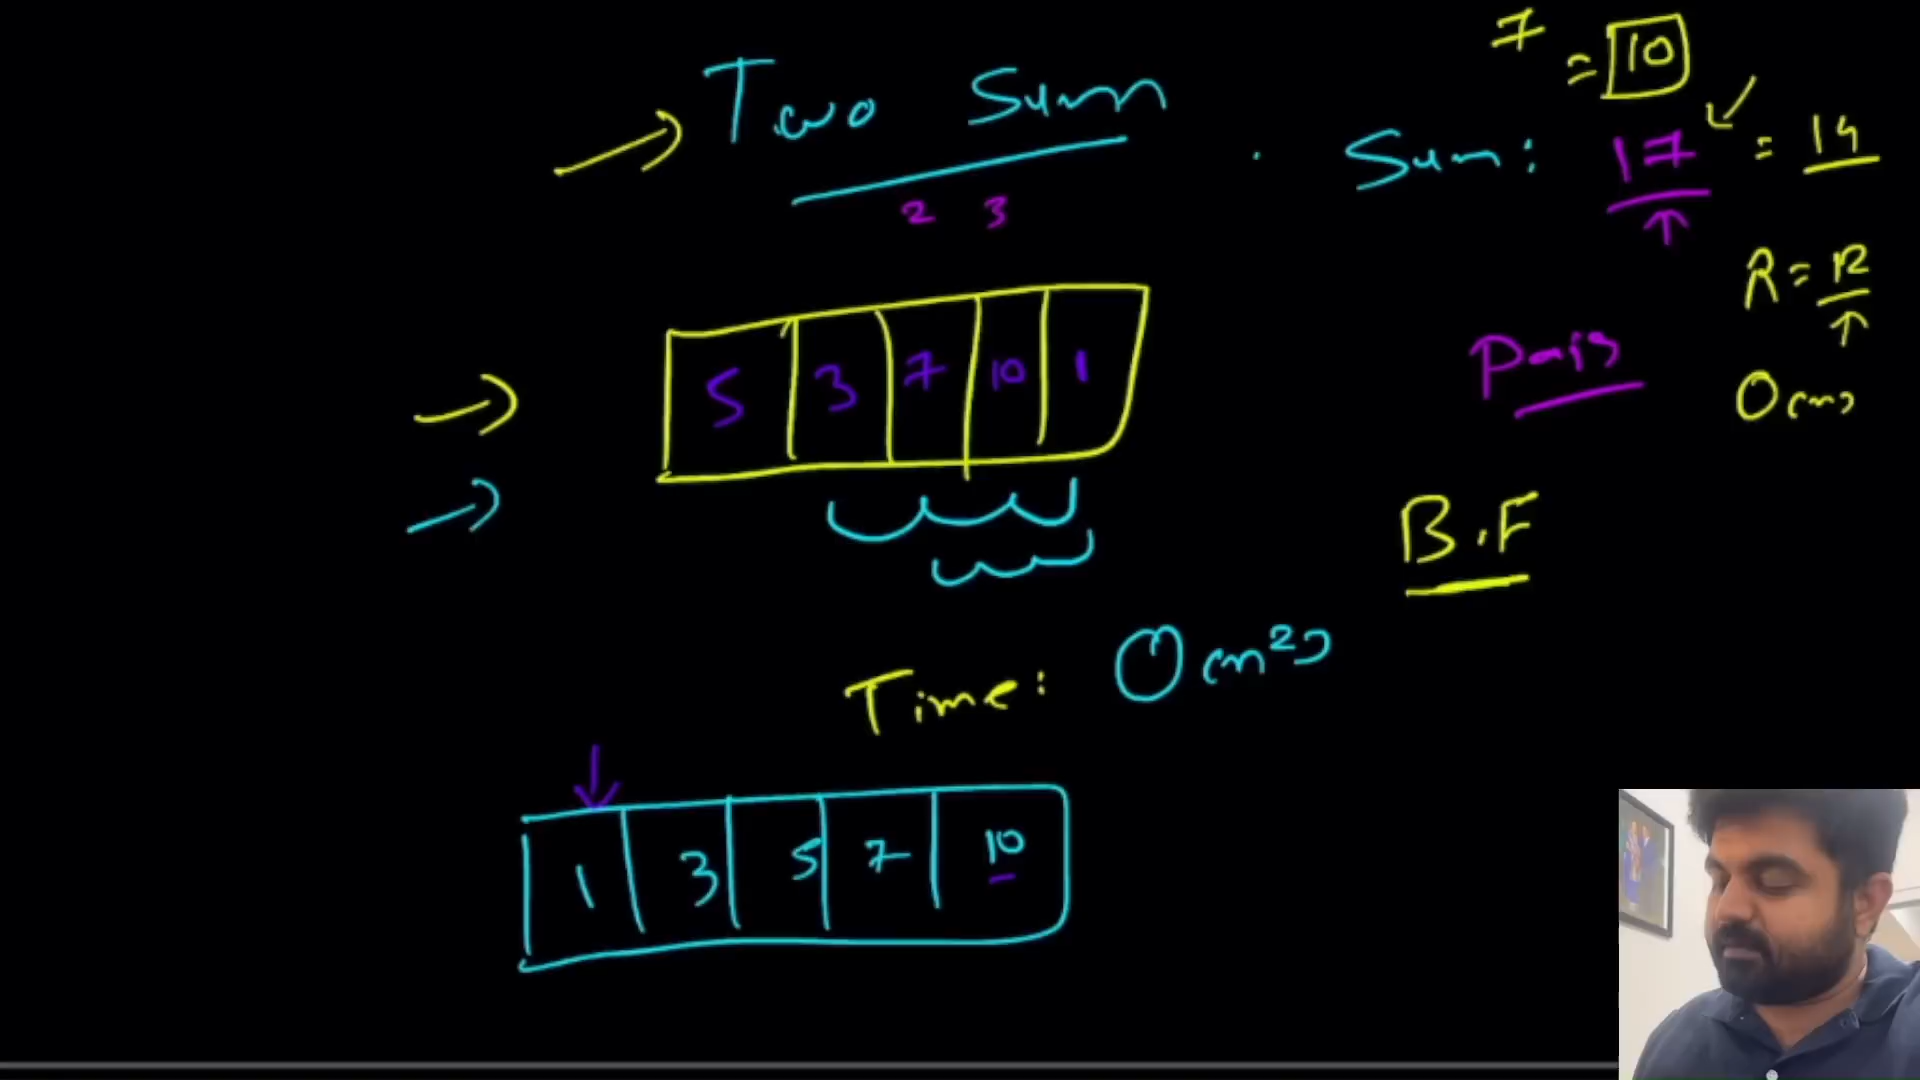 7
= 10
Two Sum
Sum: 17 = 14
2 3
R = 12
5 3 7 10 1
Pais
O(n)
B.F
Time: O(n²)
1 3 5 7 10